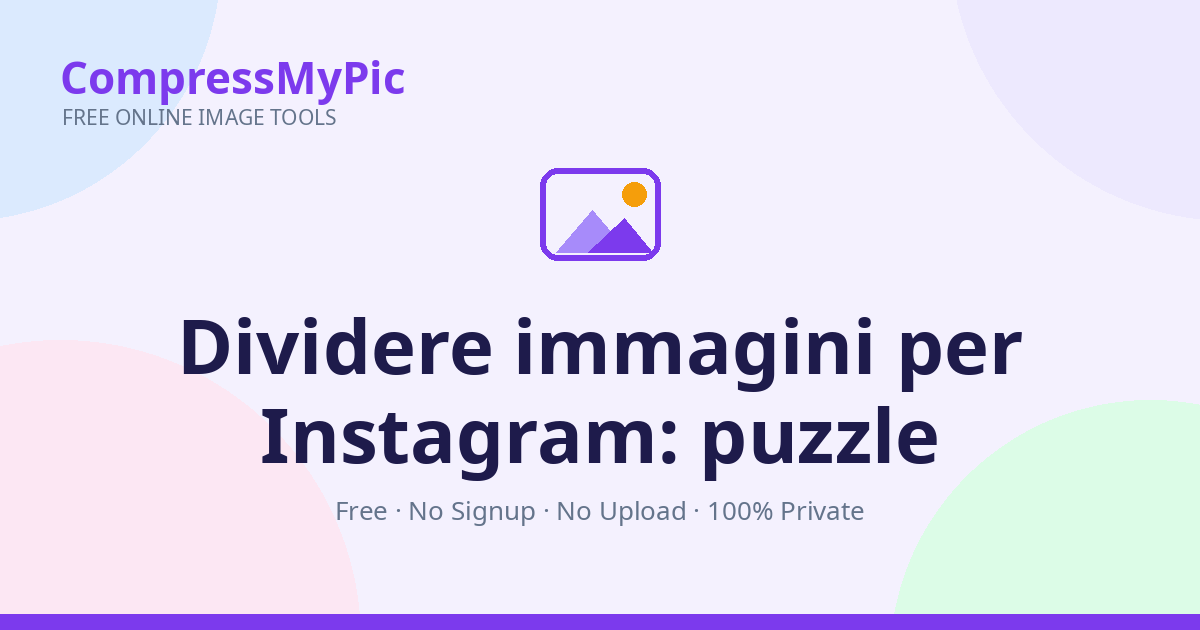 CompressMyPic
FREE ONLINE IMAGE TOOLS
Dividere immagini per
Instagram: puzzle
Free · No Signup · No Upload · 100% Private